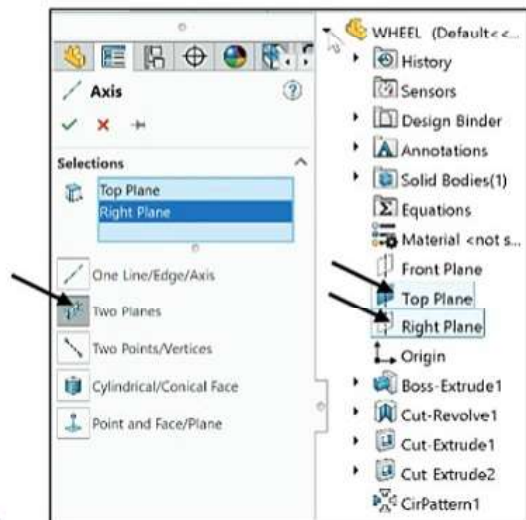 Axis
Selections
Top Plane
Right Plane
One Line/Edge/Axis
Two Planes
Two Points/Vertices
Cylindrical/Conical Face
Point and Face/Plane
WHEEL (Default<<...
History
Sensors
Design Binder
Annotations
Solid Bodies(1)
Equations
Material <not s...
Front Plane
Top Plane
Right Plane
Origin
Boss-Extrude1
Cut-Revolve1
Cut-Extrude1
Cut Extrude2
CirPattern1